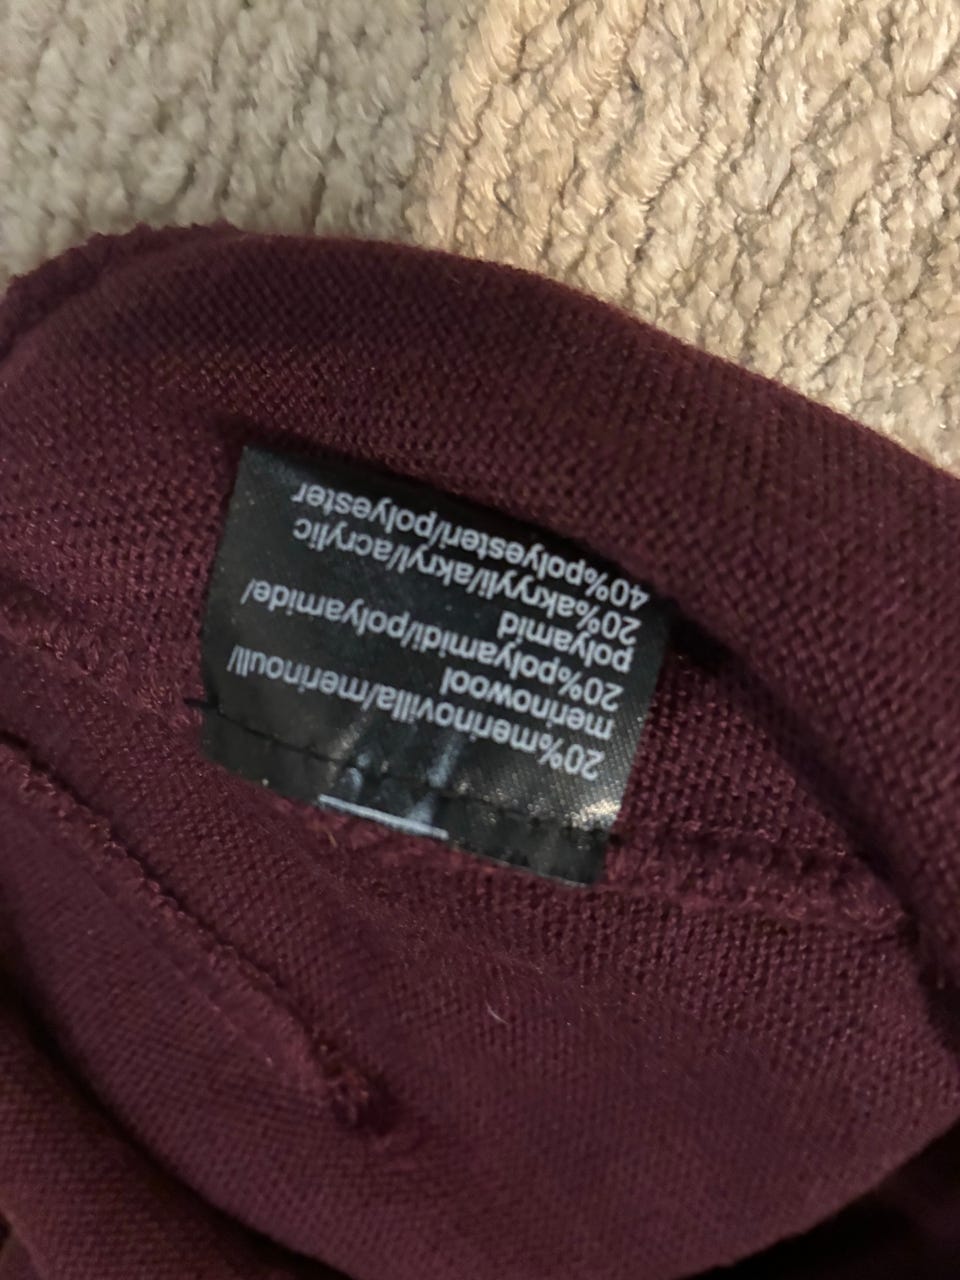 20%merinovilla/merinoull/
merinowool
20%polyamidi/polyamide/
polyamid
20%akryyli/akryl/acrylic
40%polyesteri/polyester